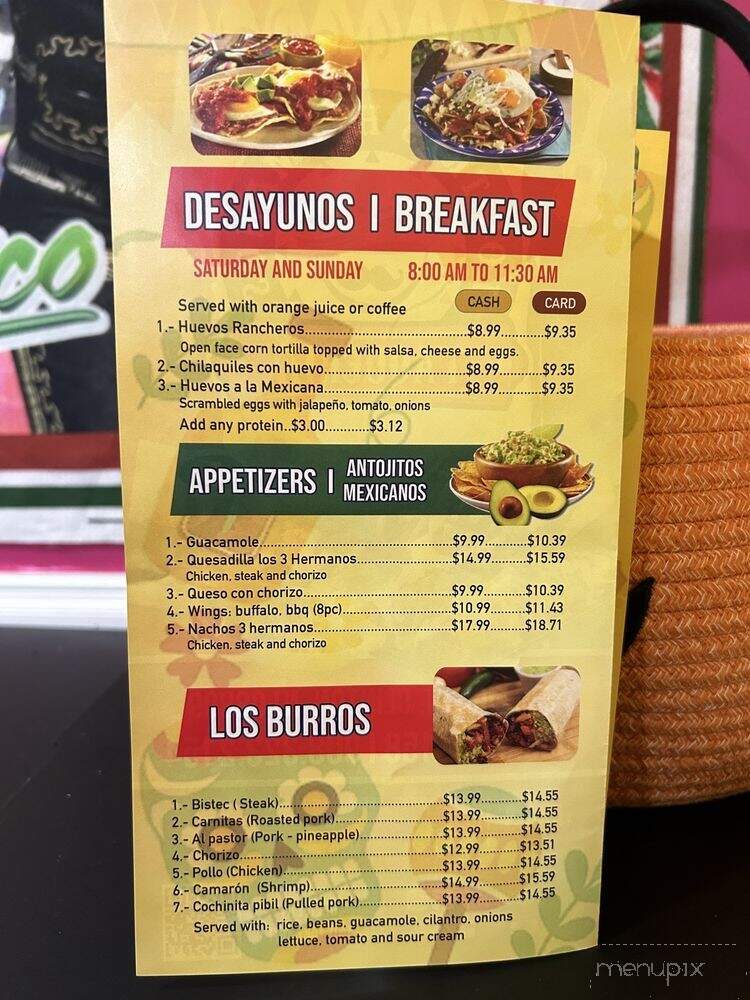 co
DESAYUNOS | BREAKFAST
SATURDAY AND SUNDAY 8:00 AM TO 11:30 AM
Served with orange juice or coffee CASH CARD
1.- Huevos Rancheros.................................$8.99...........$9.35
Open face corn tortilla topped with salsa, cheese and eggs.
2.- Chilaquiles con huevo.............................$8.99...........$9.35
3.- Huevos a la Mexicana.............................$8.99...........$9.35
Scrambled eggs with jalapeño, tomato, onions
Add any protein..$3.00............$3.12
APPETIZERS | ANTOJITOS
MEXICANOS
1.- Guacamole.......................................$9.99..........$10.39
2.- Quesadilla los 3 Hermanos...................$14.99.........$15.59
Chicken, steak and chorizo
3.- Queso con chorizo..............................$9.99..........$10.39
4.- Wings: buffalo, bbq (8pc)......................$10.99.........$11.43
5.- Nachos 3 hermanos............................$17.99.........$18.71
Chicken, steak and chorizo
LOS BURROS
1.- Bistec ( Steak)...................................$13.99..........$14.55
2.- Carnitas (Roasted pork).......................$13.99..........$14.55
3.- Al pastor (Pork - pineapple)..................$13.99..........$14.55
4.- Chorizo...........................................$12.99..........$13.51
5.- Pollo (Chicken)..................................$13.99..........$14.55
6.- Camarón (Shrimp)..............................$14.99..........$15.59
7.- Cochinita pibil (Pulled pork)..................$13.99..........$14.55
Served with: rice, beans, guacamole, cilantro, onions
lettuce, tomato and sour cream
menupix